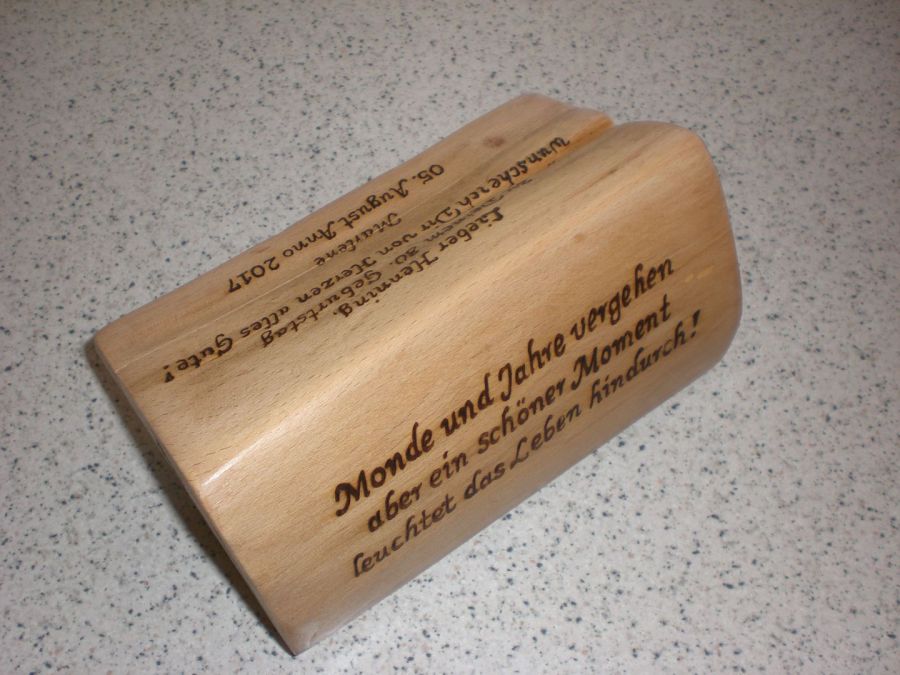 Monde und Jahre vergehen
aber ein schöner Moment
leuchtet das Leben hindurch!
Lieber Henning,
30. Geburtstag
Wünsche ich Dir von Herzen alles Gute!
Marlene
05. August Anno 2017